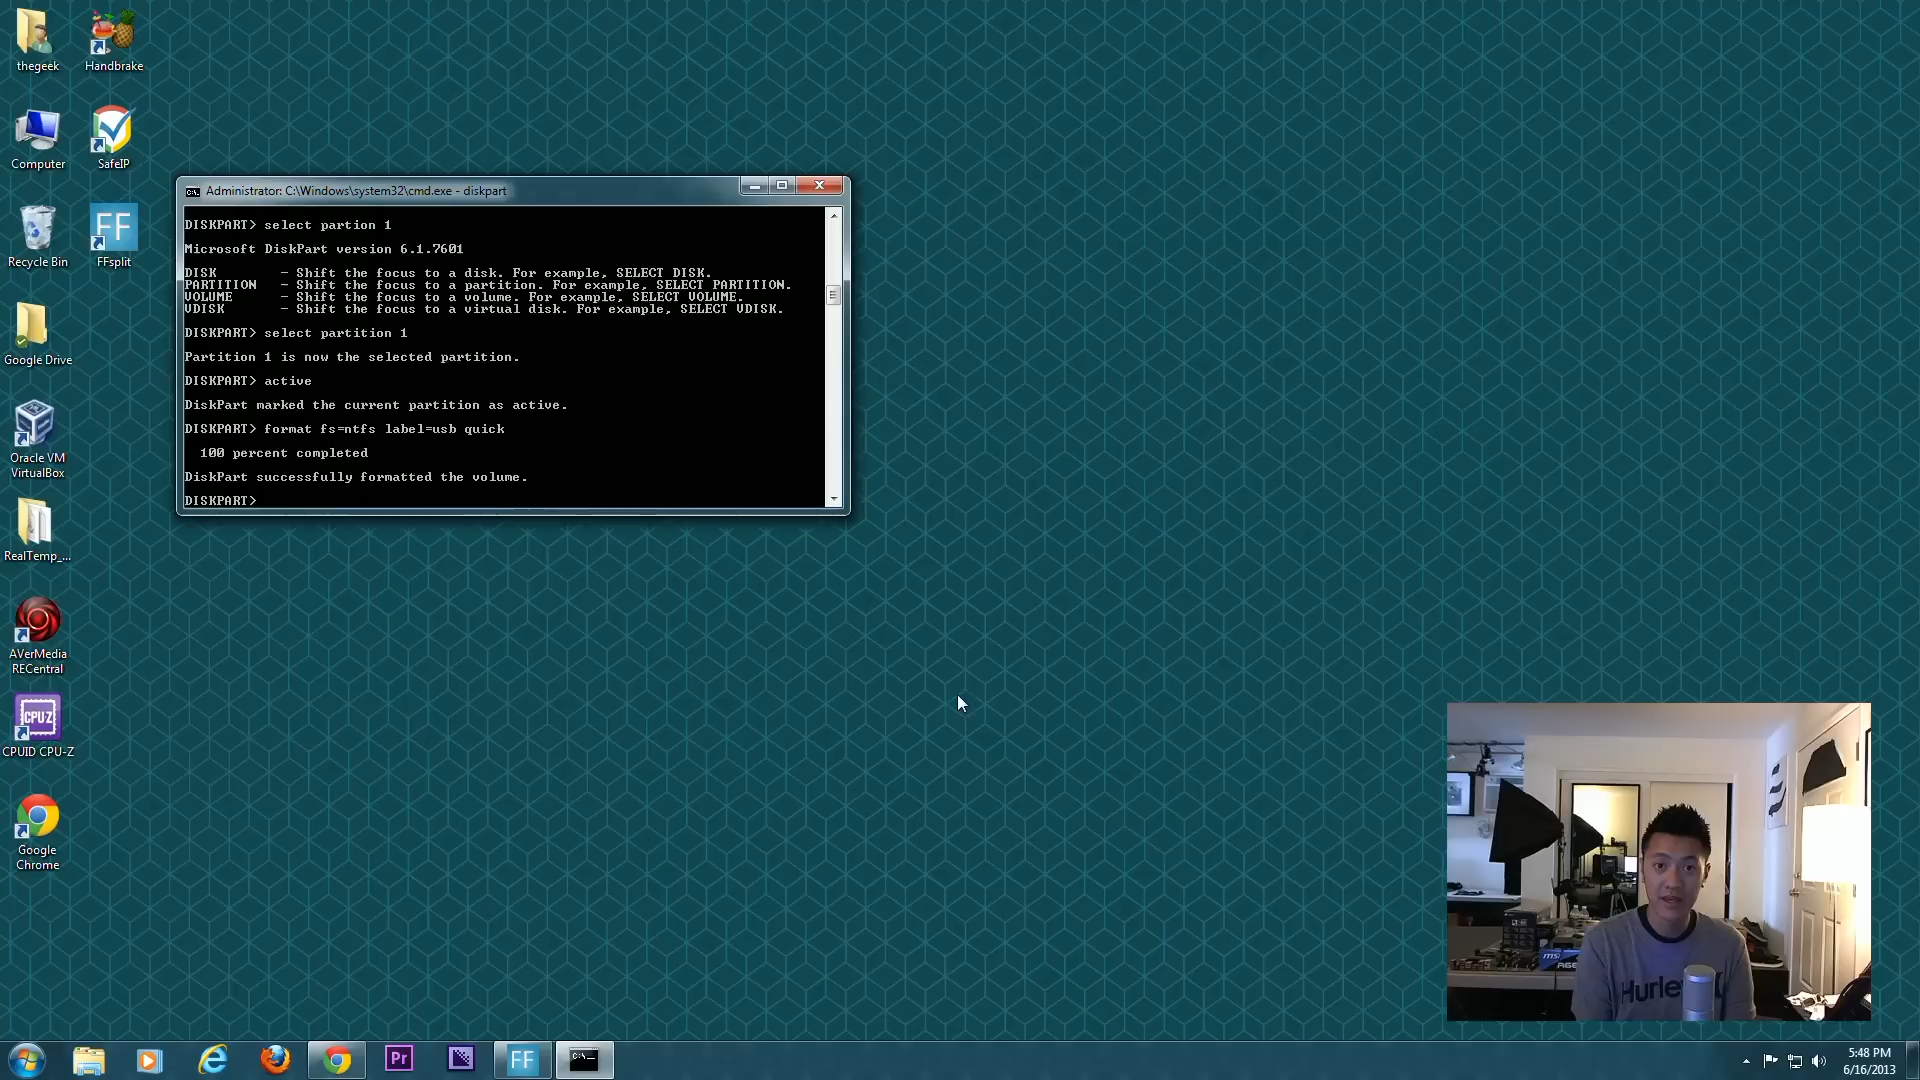 thegeek
Handbrake
Computer
SafeIP
Recycle Bin
FF
FFsplit
Google Drive
Oracle VM
VirtualBox
RealTemp_...
AVerMedia
RECentral
CPU-Z
CPUID CPU-Z
Google
Chrome
Administrator: C:\Windows\system32\cmd.exe - diskpart
DISKPART> select partion 1
Microsoft DiskPart version 6.1.7601
DISK - Shift the focus to a disk. For example, SELECT DISK.
PARTITION - Shift the focus to a partition. For example, SELECT PARTITION.
VOLUME - Shift the focus to a volume. For example, SELECT VOLUME.
VDISK - Shift the focus to a virtual disk. For example, SELECT VDISK.
DISKPART> select partition 1
Partition 1 is now the selected partition.
DISKPART> active
DiskPart marked the current partition as active.
DISKPART> format fs=ntfs label=usb quick
100 percent completed
DiskPart successfully formatted the volume.
DISKPART>
msi
Pr
FF
C:\_
5:48 PM
6/16/2013